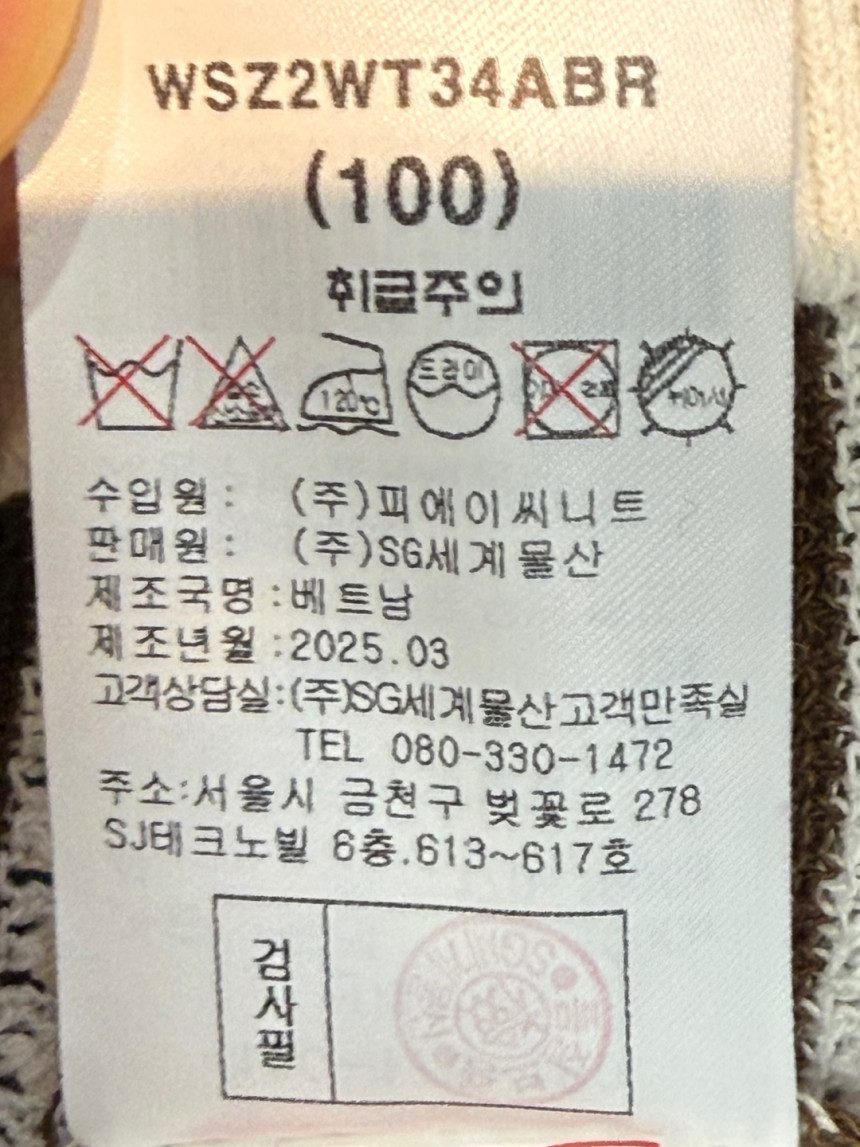 WSZ2WT34ABR
(100)
취급주의
120℃ 드라이
수입원 : (주)피에이씨니트
판매원 : (주)SG세계물산
제조국명 : 베트남
제조년월 : 2025.03
고객상담실:(주)SG세계물산고객만족실
TEL 080-330-1472
주소:서울시 금천구 벚꽃로 278
SJ테크노빌 6층.613~617호
검사필